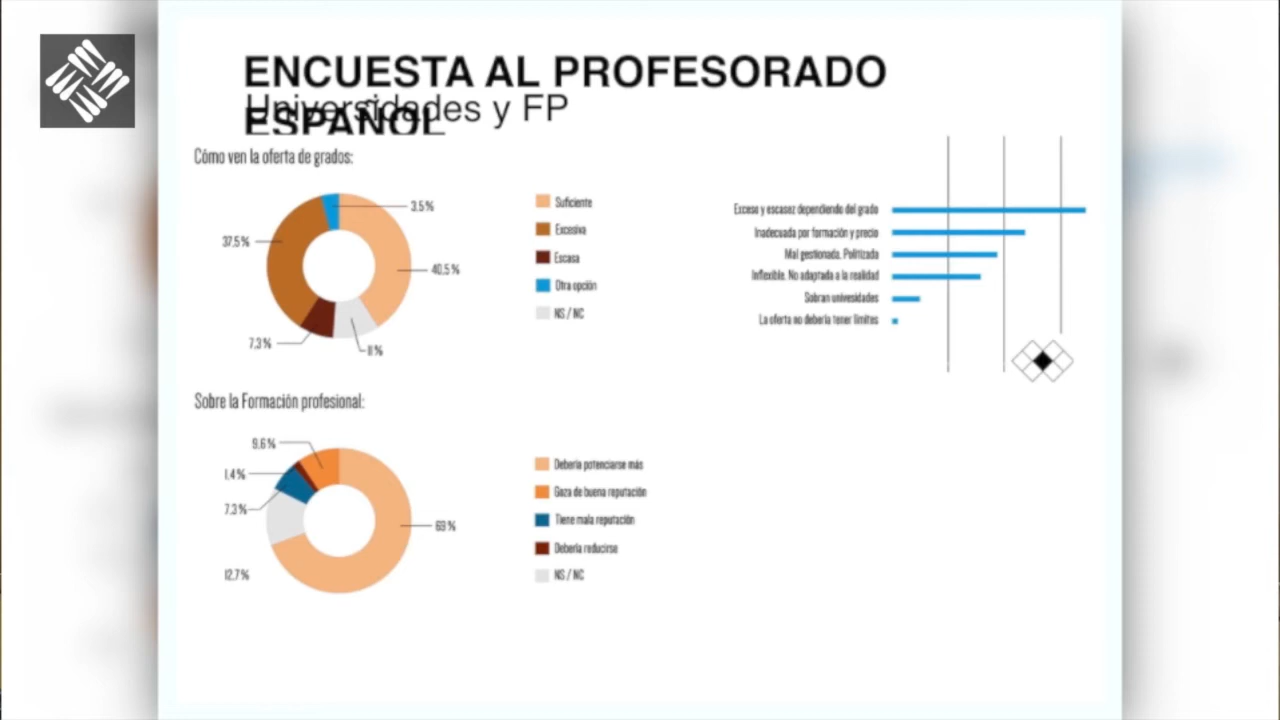 ENCUESTA AL PROFESORADO
ESPAÑOL
Universidades y FP
Cómo ven la oferta de grados:
3.5 %
37.5 %
40.5 %
7.3 %
11 %
Suficiente
Excesiva
Escasa
Otra opción
NS / NC
Exceso y escasez dependiendo del grado
Inadecuada por formación y precio
Mal gestionada. Politizada
Inflexible. No adaptada a la realidad
Sobran univesidades
La oferta no debería tener límites
Sobre la Formación profesional:
9.6 %
1.4 %
7.3 %
69 %
12.7 %
Debería potenciarse más
Goza de buena reputación
Tiene mala reputación
Debería reducirse
NS / NC